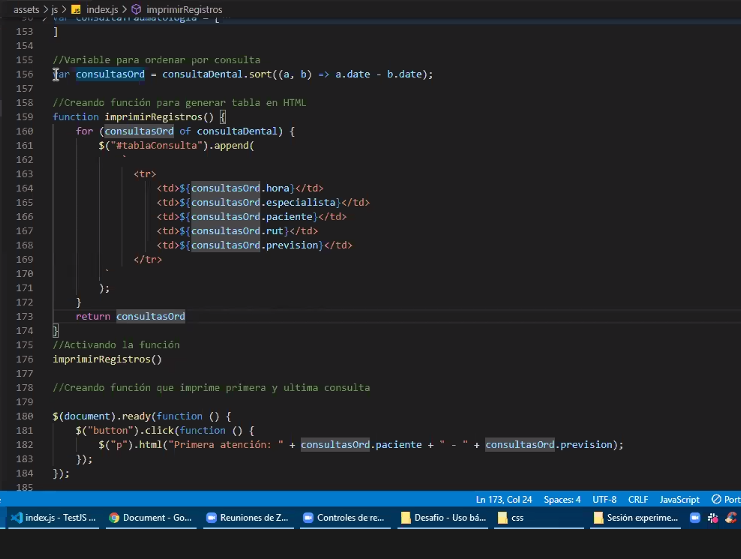 assets > js > index.js > imprimirRegistros
150 > var consultaTraumatologia = [
153 ]
154
155 //Variable para ordenar por consulta
156 var consultasOrd = consultaDental.sort((a, b) => a.date - b.date);
157
158 //Creando función para generar tabla en HTML
159 function imprimirRegistros() {
160 for (consultasOrd of consultaDental) {
161 $("#tablaConsulta").append(
162 `
163 <tr>
164 <td>${consultasOrd.hora}</td>
165 <td>${consultasOrd.especialista}</td>
166 <td>${consultasOrd.paciente}</td>
167 <td>${consultasOrd.rut}</td>
168 <td>${consultasOrd.prevision}</td>
169 </tr>
170 `
171 );
172 }
173 return consultasOrd
174 }
175 //Activando la función
176 imprimirRegistros()
177
178 //Creando función que imprime primera y ultima consulta
179
180 $(document).ready(function () {
181 $("button").click(function () {
182 $("p").html("Primera atención: " + consultasOrd.paciente + " - " + consultasOrd.prevision);
183 });
184 });
185
Ln 173, Col 24 Spaces: 4 UTF-8 CRLF JavaScript Port
index.js - TestJS ... Document - Go... Reuniones de Z... Controles de re... Desafio - Uso bá... css Sesión experime...